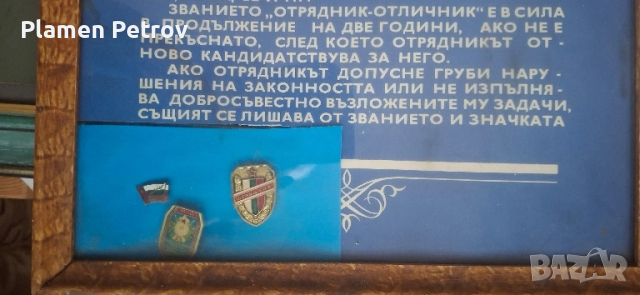 Plamen Petrov
ЗВАНИЕТО „ОТРЯДНИК-ОТЛИЧНИК" Е В СИЛА
В ПРОДЪЛЖЕНИЕ НА ДВЕ ГОДИНИ, АКО НЕ Е
ПРЕКЪСНАТО, СЛЕД КОЕТО ОТРЯДНИКЪТ ОТ-
НОВО КАНДИДАТСТВУВА ЗА НЕГО.
АКО ОТРЯДНИКЪТ ДОПУСНЕ ГРУБИ НАРУ-
ШЕНИЯ НА ЗАКОННОСТТА ИЛИ НЕ ИЗПЪЛНЯ-
ВА ДОБРОСЪВЕСТНО ВЪЗЛОЖЕНИТЕ МУ ЗАДАЧИ,
СЪЩИЯТ СЕ ЛИШАВА ОТ ЗВАНИЕТО И ЗНАЧКАТА
BAZAR